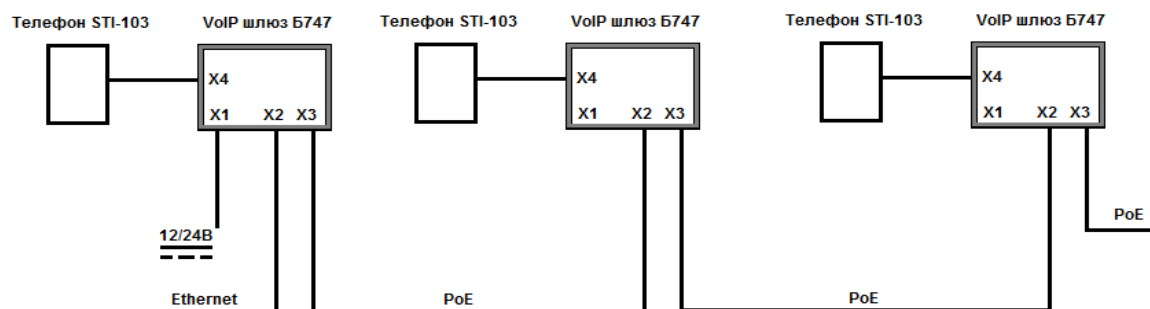 Телефон STI-103 VoIP шлюз Б747
X4
X1 X2 X3
12/24В
Ethernet
Телефон STI-103 VoIP шлюз Б747
X4
X1 X2 X3
PoE
Телефон STI-103 VoIP шлюз Б747
X4
X1 X2 X3
PoE
PoE